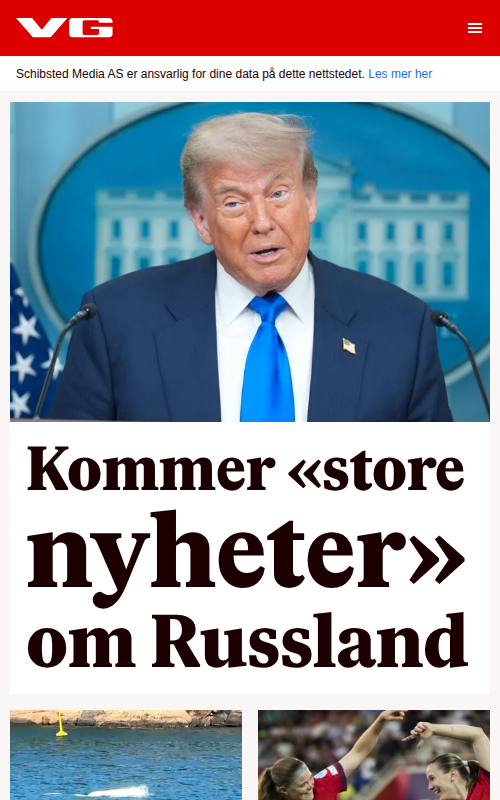 VG
Schibsted Media AS er ansvarlig for dine data på dette nettstedet. Les mer her
Kommer «store
nyheter»
om Russland